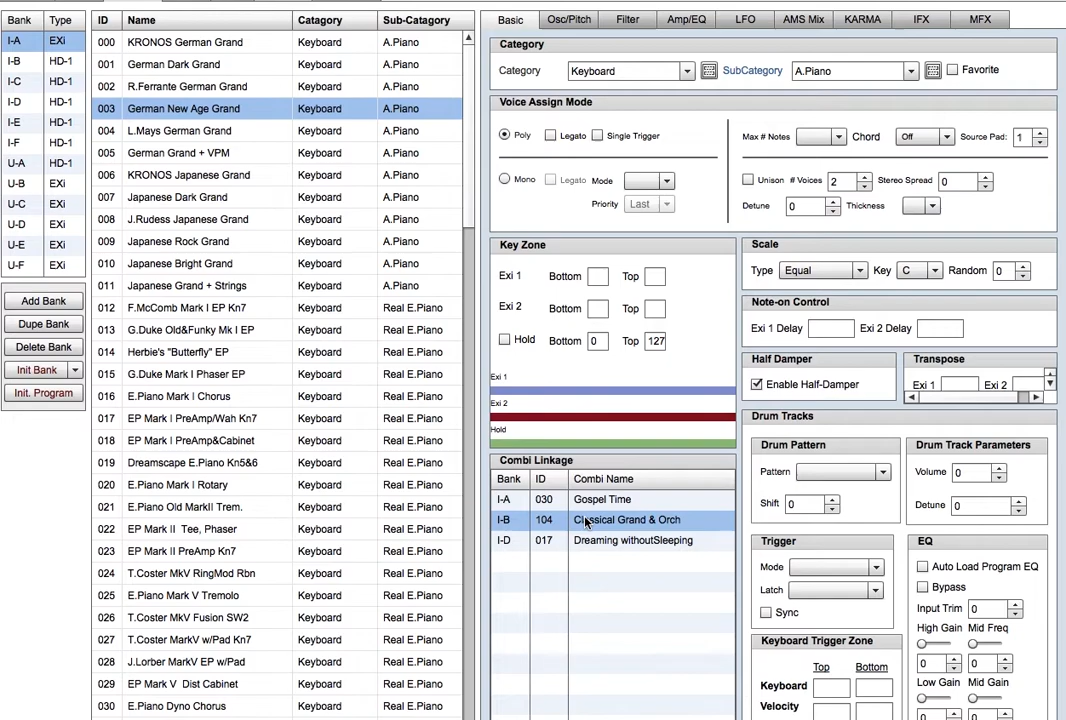 Bank Type
I-A EXi
I-B HD-1
I-C HD-1
I-D HD-1
I-E HD-1
I-F HD-1
U-A HD-1
U-B EXi
U-C EXi
U-D EXi
U-E EXi
U-F EXi
Add Bank
Dupe Bank
Delete Bank
Init Bank
Init. Program
ID Name Catagory Sub-Catagory
000 KRONOS German Grand Keyboard A.Piano
001 German Dark Grand Keyboard A.Piano
002 R.Ferrante German Grand Keyboard A.Piano
003 German New Age Grand Keyboard A.Piano
004 L.Mays German Grand Keyboard A.Piano
005 German Grand + VPM Keyboard A.Piano
006 KRONOS Japanese Grand Keyboard A.Piano
007 Japanese Dark Grand Keyboard A.Piano
008 J.Rudess Japanese Grand Keyboard A.Piano
009 Japanese Rock Grand Keyboard A.Piano
010 Japanese Bright Grand Keyboard A.Piano
011 Japanese Grand + Strings Keyboard A.Piano
012 F.McComb Mark I EP Kn7 Keyboard Real E.Piano
013 G.Duke Old&Funky Mk I EP Keyboard Real E.Piano
014 Herbie's "Butterfly" EP Keyboard Real E.Piano
015 G.Duke Mark I Phaser EP Keyboard Real E.Piano
016 E.Piano Mark I Chorus Keyboard Real E.Piano
017 EP Mark I PreAmp/Wah Kn7 Keyboard Real E.Piano
018 EP Mark I PreAmp&Cabinet Keyboard Real E.Piano
019 Dreamscape E.Piano Kn5&6 Keyboard Real E.Piano
020 E.Piano Mark I Rotary Keyboard Real E.Piano
021 E.Piano Old MarkII Trem. Keyboard Real E.Piano
022 EP Mark II Tee, Phaser Keyboard Real E.Piano
023 EP Mark II PreAmp Kn7 Keyboard Real E.Piano
024 T.Coster MkV RingMod Rbn Keyboard Real E.Piano
025 E.Piano Mark V Tremolo Keyboard Real E.Piano
026 T.Coster MkV Fusion SW2 Keyboard Real E.Piano
027 T.Coster MarkV w/Pad Kn7 Keyboard Real E.Piano
028 J.Lorber MarkV EP w/Pad Keyboard Real E.Piano
029 EP Mark V Dist Cabinet Keyboard Real E.Piano
030 E.Piano Dyno Chorus Keyboard Real E.Piano
Basic Osc/Pitch Filter Amp/EQ LFO AMS Mix KARMA IFX MFX
Category
Category Keyboard SubCategory A.Piano Favorite
Voice Assign Mode
Poly Legato Single Trigger
Mono Legato Mode
Priority Last
Max # Notes Chord Off Source Pad: 1
Unison # Voices 2 Stereo Spread 0
Detune 0 Thickness
Key Zone
Exi 1 Bottom Top
Exi 2 Bottom Top
Hold Bottom 0 Top 127
Exi 1
Exi 2
Hold
Scale
Type Equal Key C Random 0
Note-on Control
Exi 1 Delay Exi 2 Delay
Half Damper
Enable Half-Damper
Transpose
Exi 1 Exi 2
Combi Linkage
Bank ID Combi Name
I-A 030 Gospel Time
I-B 104 Classical Grand & Orch
I-D 017 Dreaming withoutSleeping
Drum Tracks
Drum Pattern
Pattern
Shift 0
Drum Track Parameters
Volume 0
Detune 0
Trigger
Mode
Latch
Sync
Keyboard Trigger Zone
Top Bottom
Keyboard
Velocity
EQ
Auto Load Program EQ
Bypass
Input Trim 0
High Gain Mid Freq
0 0
Low Gain Mid Gain
0 0